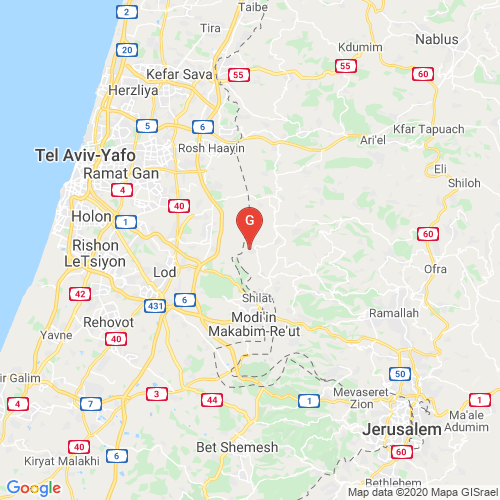 Taibe
2
Tira
Nablus
20
Kdumim
Kefar Sava
55
55
60
Herzliya
5
6
Kfar Tapuach
Ari'el
Rosh Haayin
Tel Aviv-Yafo
Eli
Ramat Gan
Shiloh
4
40
Holon
1
G
60
Rishon
LeTsiyon
Lod
Ofra
42
6
Shilat
431
Ramallah
Rehovot
Modi'in
Makabim-Re'ut
Yavne
40
50
ir Galim
3
Mevaseret
Zion
4
7
44
1
1
Ma'ale
Adumim
Jerusalem
Bet Shemesh
40
Kiryat Malakhi
60
Bethlehem
Google
Map data ©2020 Mapa GISrael